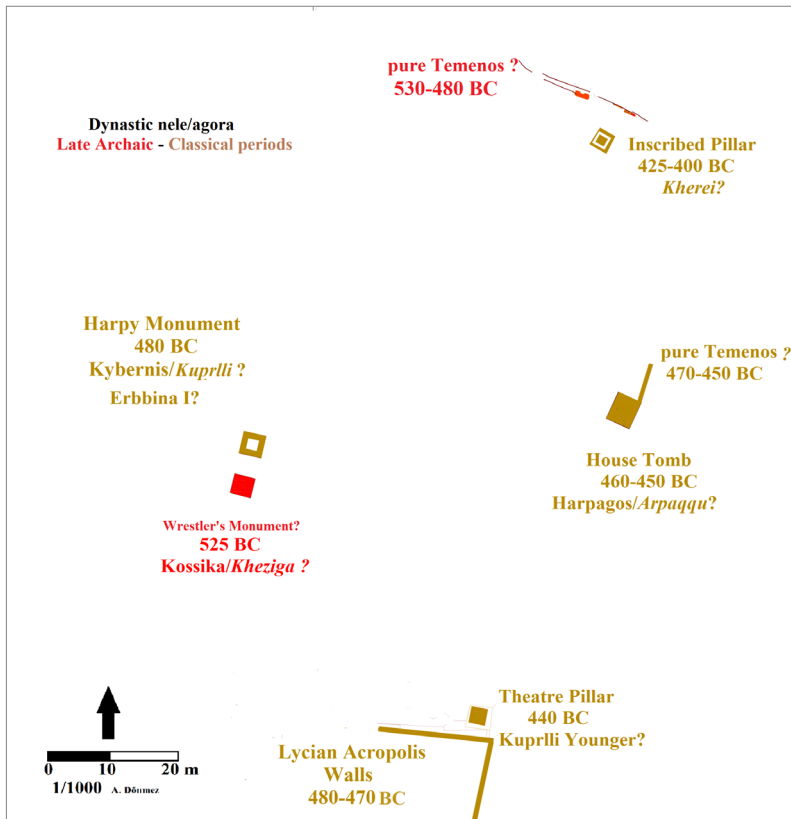 pure Temenos ?
530-480 BC
Dynastic nele/agora
Late Archaic - Classical periods
Inscribed Pillar
425-400 BC
Kherei?
Harpy Monument
480 BC
Kybernis/Kuprlli ?
Erbbina I?
pure Temenos ?
470-450 BC
House Tomb
460-450 BC
Harpagos/Arpaqqu?
Wrestler's Monument?
525 BC
Kossika/Kheziga ?
Theatre Pillar
440 BC
Kuprlli Younger?
Lycian Acropolis
Walls
480-470 BC
0 10 20 m
1/1000 A. Dönmez